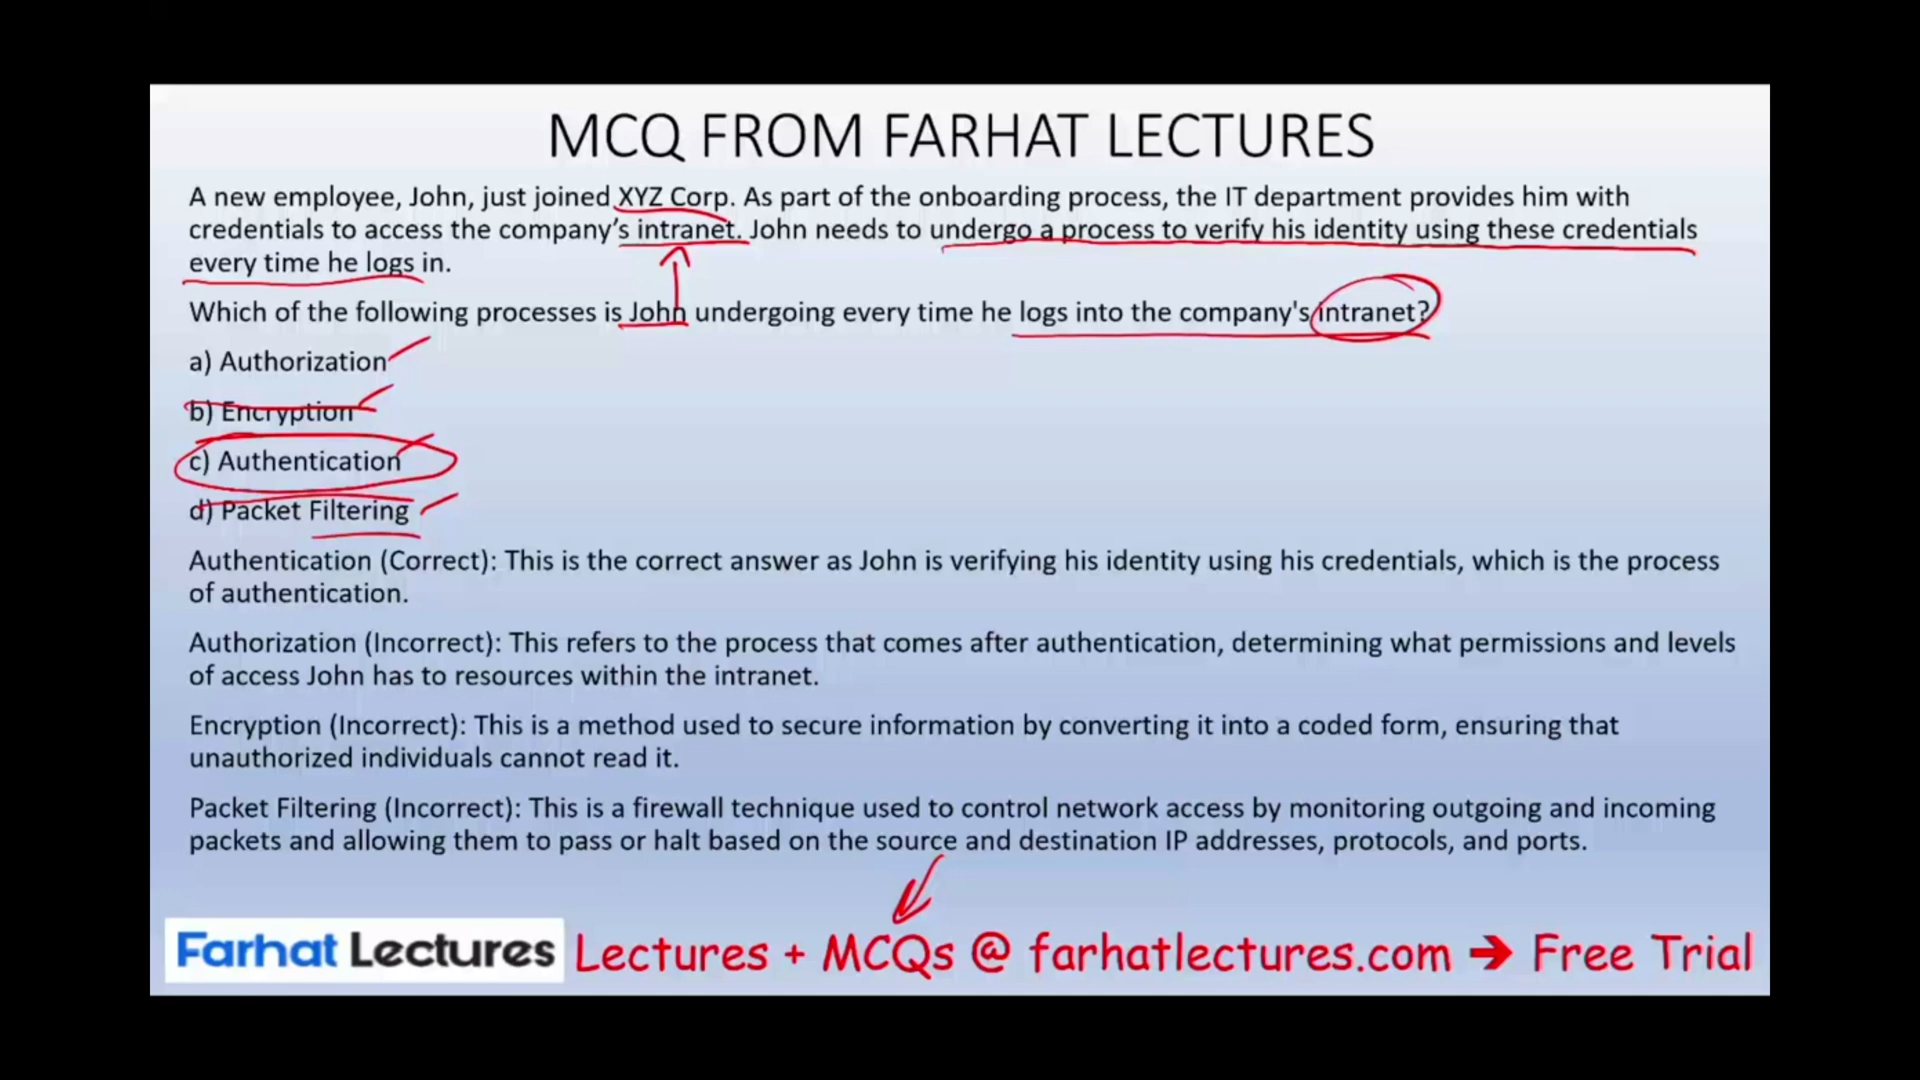 MCQ FROM FARHAT LECTURES
A new employee, John, just joined XYZ Corp. As part of the onboarding process, the IT department provides him with
credentials to access the company's intranet. John needs to undergo a process to verify his identity using these credentials
every time he logs in.
Which of the following processes is John undergoing every time he logs into the company's intranet?
a) Authorization
b) Encryption
c) Authentication
d) Packet Filtering
Authentication (Correct): This is the correct answer as John is verifying his identity using his credentials, which is the process
of authentication.
Authorization (Incorrect): This refers to the process that comes after authentication, determining what permissions and levels
of access John has to resources within the intranet.
Encryption (Incorrect): This is a method used to secure information by converting it into a coded form, ensuring that
unauthorized individuals cannot read it.
Packet Filtering (Incorrect): This is a firewall technique used to control network access by monitoring outgoing and incoming
packets and allowing them to pass or halt based on the source and destination IP addresses, protocols, and ports.
Farhat Lectures Lectures + MCQs @ farhatlectures.com → Free Trial